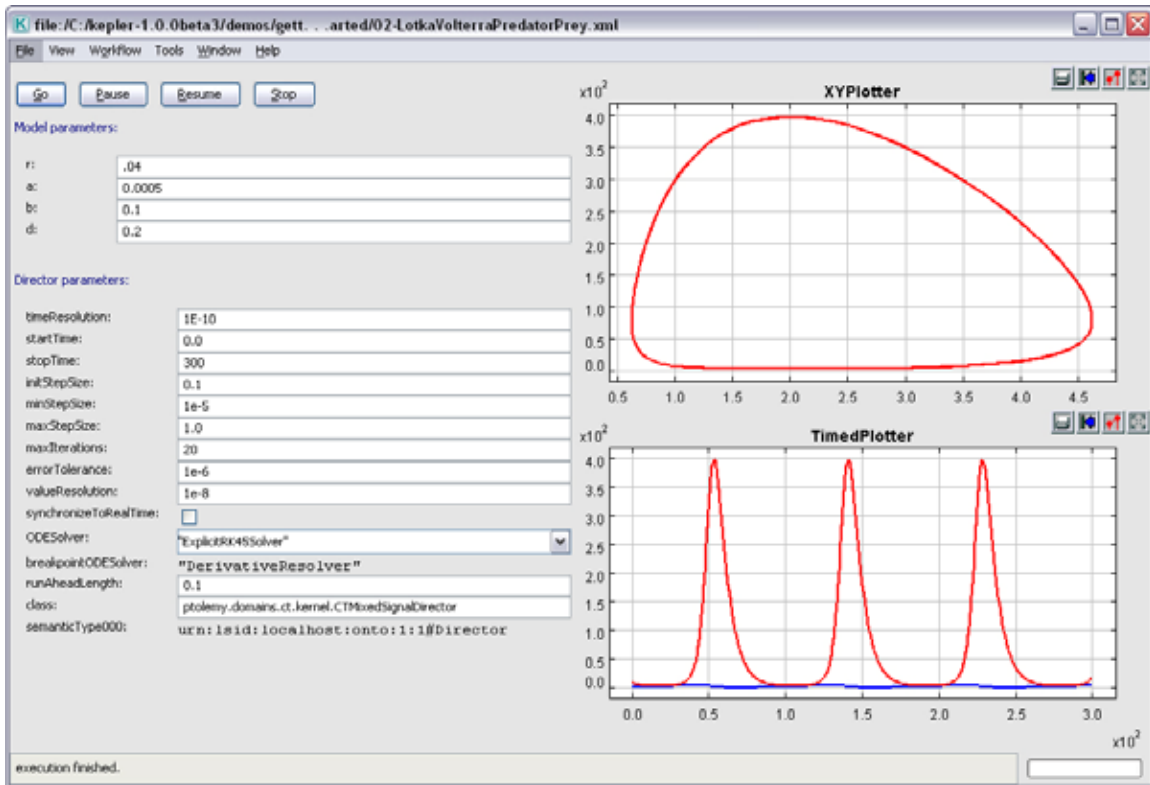 file:/C:/kepler-1.0.0beta3/demos/gett. . .arted/02-LotkaVolterraPredatorPrey.xml
File View Workflow Tools Window Help
Go Pause Resume Stop
Model parameters:
r: .04
a: 0.0005
b: 0.1
d: 0.2
Director parameters:
timeResolution: 1E-10
startTime: 0.0
stopTime: 300
initStepSize: 0.1
minStepSize: 1e-5
maxStepSize: 1.0
maxIterations: 20
errorTolerance: 1e-6
valueResolution: 1e-8
synchronizeToRealTime:
ODESolver: "ExplicitRK45Solver"
breakpointODESolver: "DerivativeResolver"
runAheadLength: 0.1
class: ptolemy.domains.ct.kernel.CTMixedSignalDirector
semanticType000: urn:lsid:localhost:onto:1:1#Director
XYPlotter
x10²
4.0
3.5
3.0
2.5
2.0
1.5
1.0
0.5
0.0
0.5 1.0 1.5 2.0 2.5 3.0 3.5 4.0 4.5
TimedPlotter
x10²
4.0
3.5
3.0
2.5
2.0
1.5
1.0
0.5
0.0
0.0 0.5 1.0 1.5 2.0 2.5 3.0
x10²
execution finished.